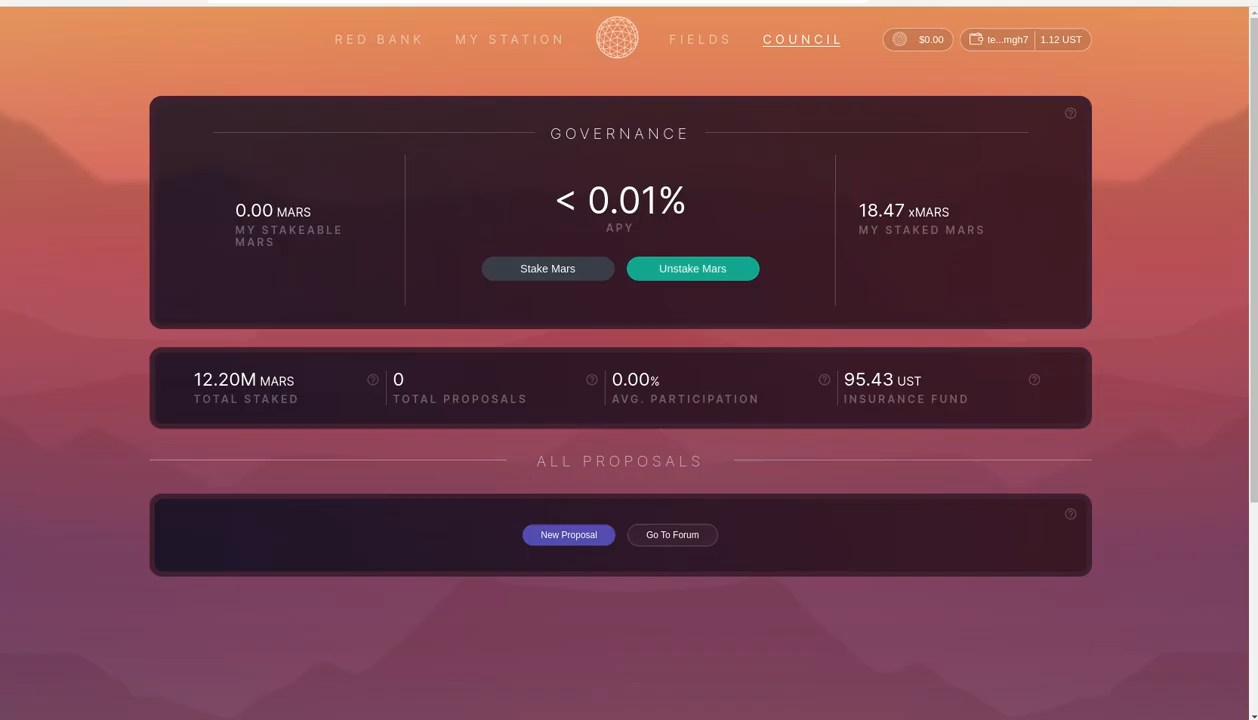 RED BANK
MY STATION
FIELDS
COUNCIL
$0.00
te...mgh7
1.12 UST
GOVERNANCE
0.00 MARS
MY STAKEABLE
MARS
< 0.01%
APY
Stake Mars
Unstake Mars
18.47 xMARS
MY STAKED MARS
12.20M MARS
TOTAL STAKED
0
TOTAL PROPOSALS
0.00%
AVG. PARTICIPATION
95.43 UST
INSURANCE FUND
ALL PROPOSALS
New Proposal
Go To Forum